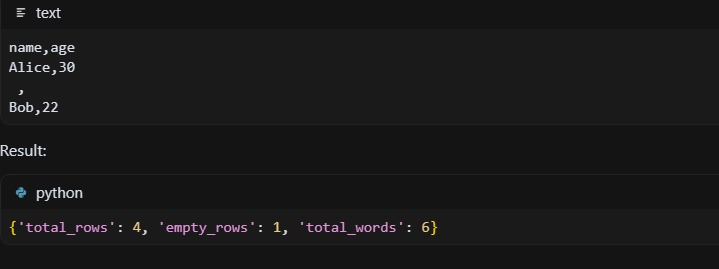 text
name,age
Alice,30
 ,
Bob,22
Result:
python
{'total_rows': 4, 'empty_rows': 1, 'total_words': 6}